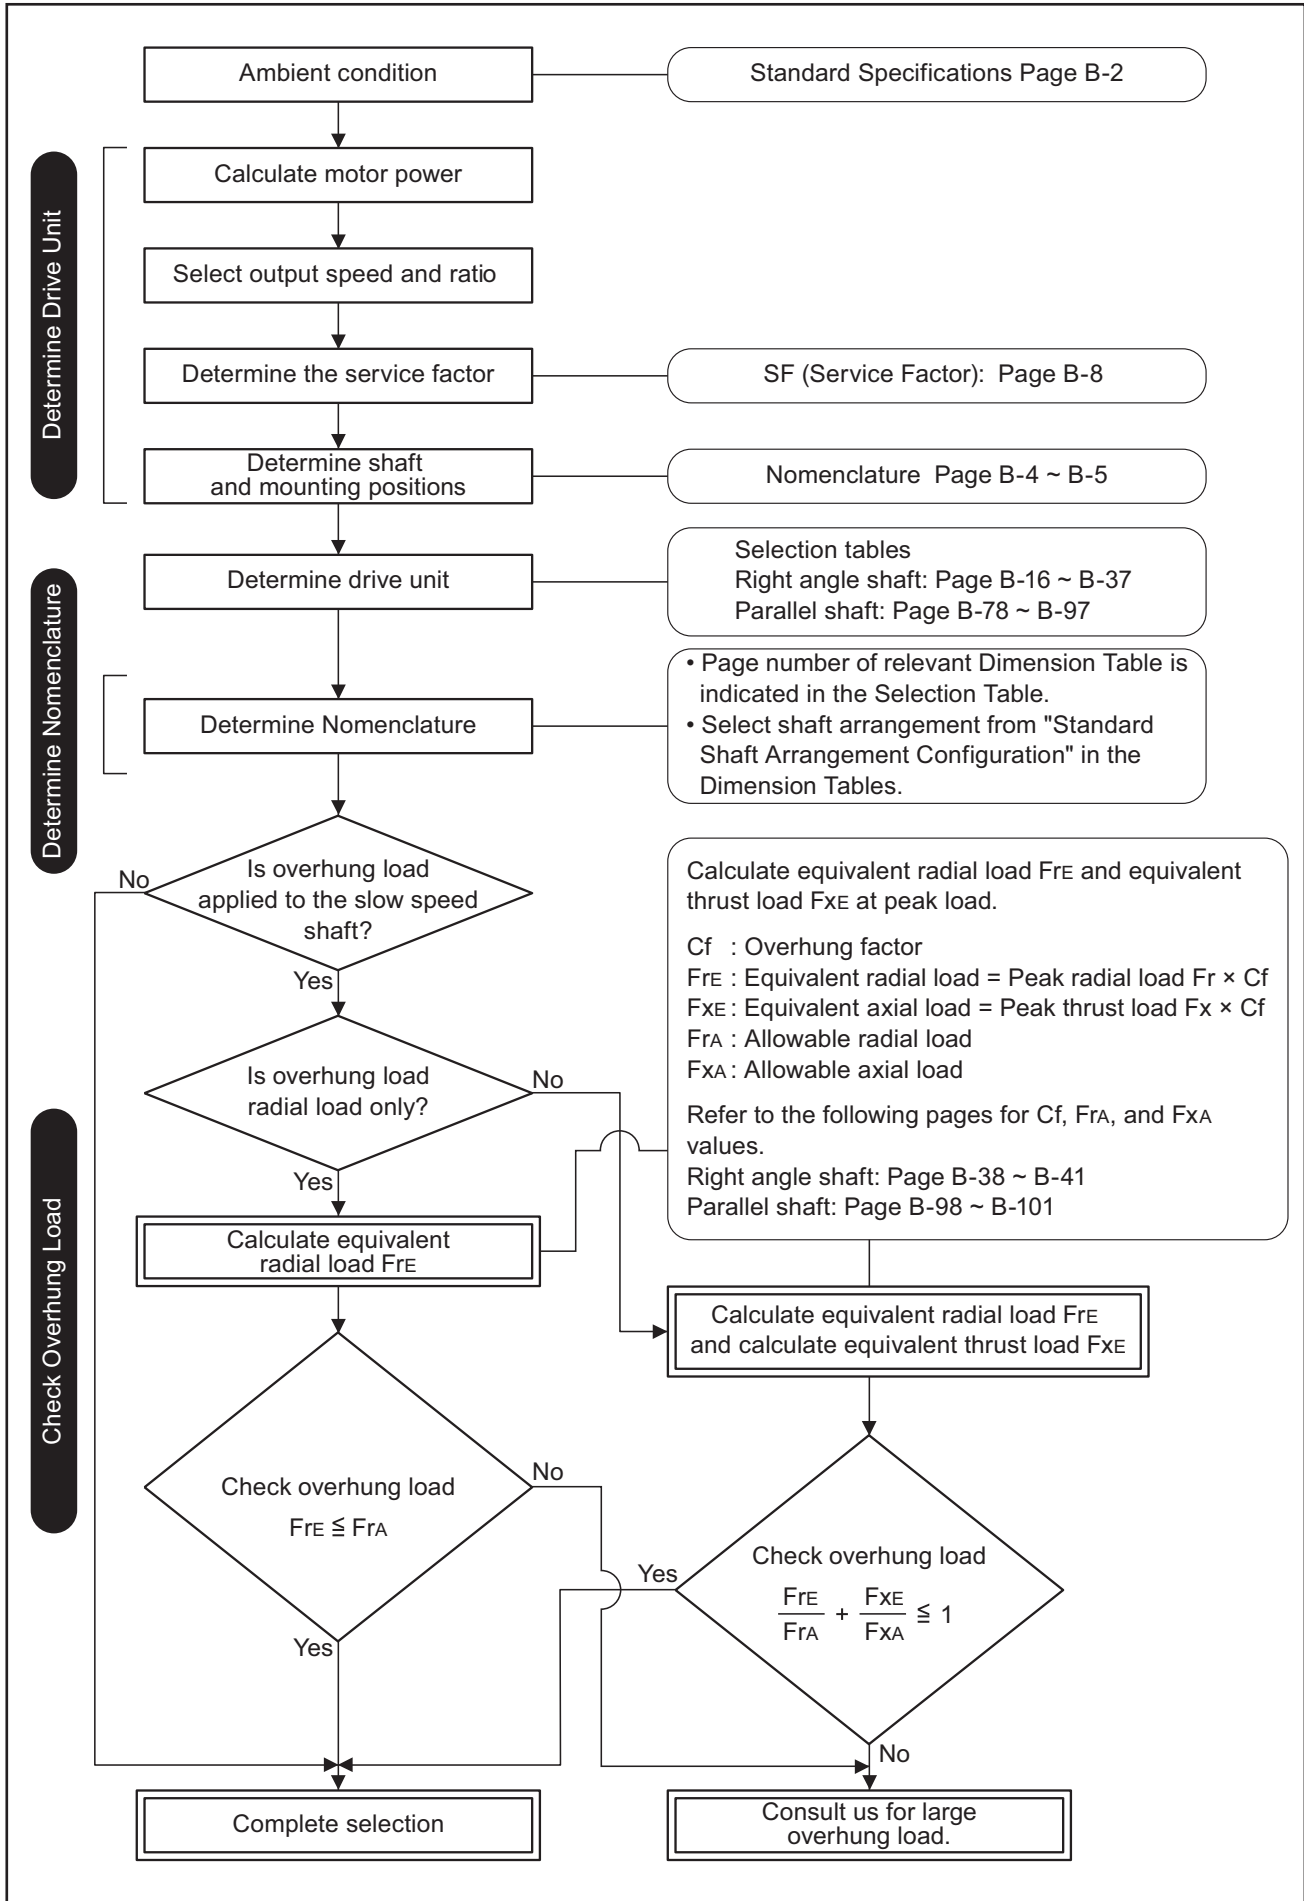 Ambient condition
Standard Specifications Page B-2
Determine Drive Unit
Calculate motor power
Select output speed and ratio
Determine the service factor
SF (Service Factor): Page B-8
Determine shaft
and mounting positions
Nomenclature Page B-4 ~ B-5
Determine drive unit
Selection tables
Right angle shaft: Page B-16 ~ B-37
Parallel shaft: Page B-78 ~ B-97
Determine Nomenclature
Determine Nomenclature
• Page number of relevant Dimension Table is
indicated in the Selection Table.
• Select shaft arrangement from "Standard
Shaft Arrangement Configuration" in the
Dimension Tables.
Is overhung load
applied to the slow speed
shaft?
No
Yes
Check Overhung Load
Is overhung load
radial load only?
No
Yes
Calculate equivalent radial load FrE and equivalent
thrust load FxE at peak load.
Cf : Overhung factor
FrE : Equivalent radial load = Peak radial load Fr × Cf
FxE : Equivalent axial load = Peak thrust load Fx × Cf
FrA : Allowable radial load
FxA : Allowable axial load
Refer to the following pages for Cf, FrA, and FxA
values.
Right angle shaft: Page B-38 ~ B-41
Parallel shaft: Page B-98 ~ B-101
Calculate equivalent
radial load FrE
Calculate equivalent radial load FrE
and calculate equivalent thrust load FxE
Check overhung load
FrE ≦ FrA
No
Yes
Check overhung load
FrE/FrA + FxE/FxA ≦ 1
Yes
No
Complete selection
Consult us for large
overhung load.